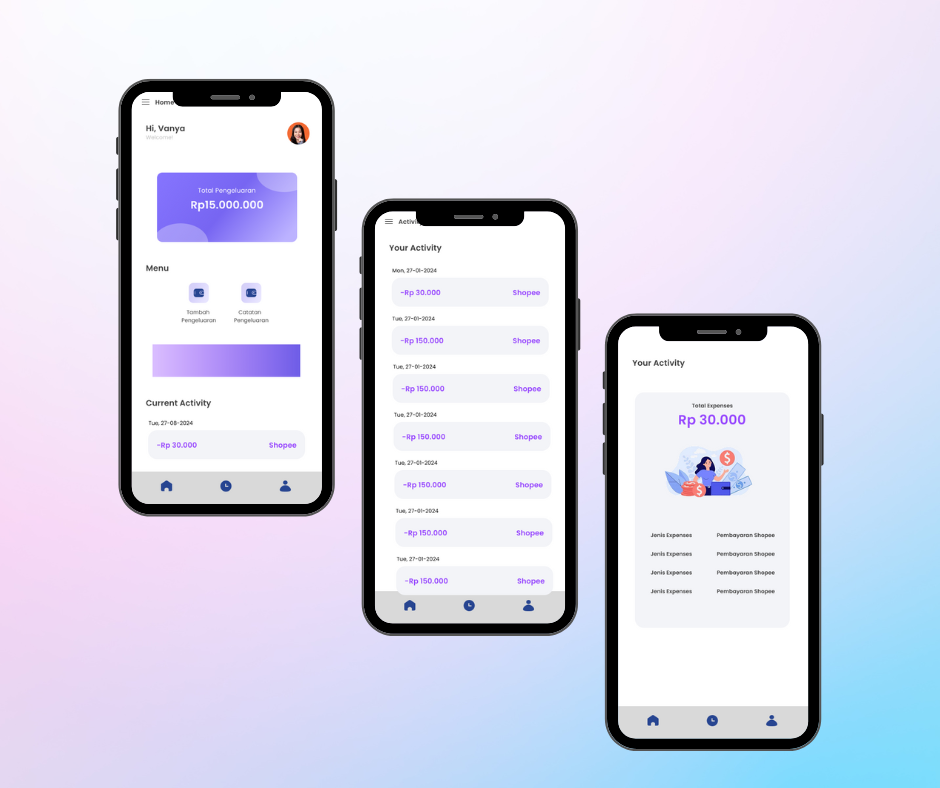 Home
Hi, Vanya
Welcome!
Total Pengeluaran
Rp15.000.000
Menu
Tambah
Pengeluaran
Catatan
Pengeluaran
Current Activity
Tue, 27-08-2024
-Rp 30.000 Shopee
Your Activity
Mon, 27-01-2024
-Rp 30.000 Shopee
Tue, 27-01-2024
-Rp 150.000 Shopee
Tue, 27-01-2024
-Rp 150.000 Shopee
Tue, 27-01-2024
-Rp 150.000 Shopee
Tue, 27-01-2024
-Rp 150.000 Shopee
Tue, 27-01-2024
-Rp 150.000 Shopee
Tue, 27-01-2024
-Rp 150.000 Shopee
Your Activity
Total Expenses
Rp 30.000
Jenis Expenses Pembayaran Shopee
Jenis Expenses Pembayaran Shopee
Jenis Expenses Pembayaran Shopee
Jenis Expenses Pembayaran Shopee